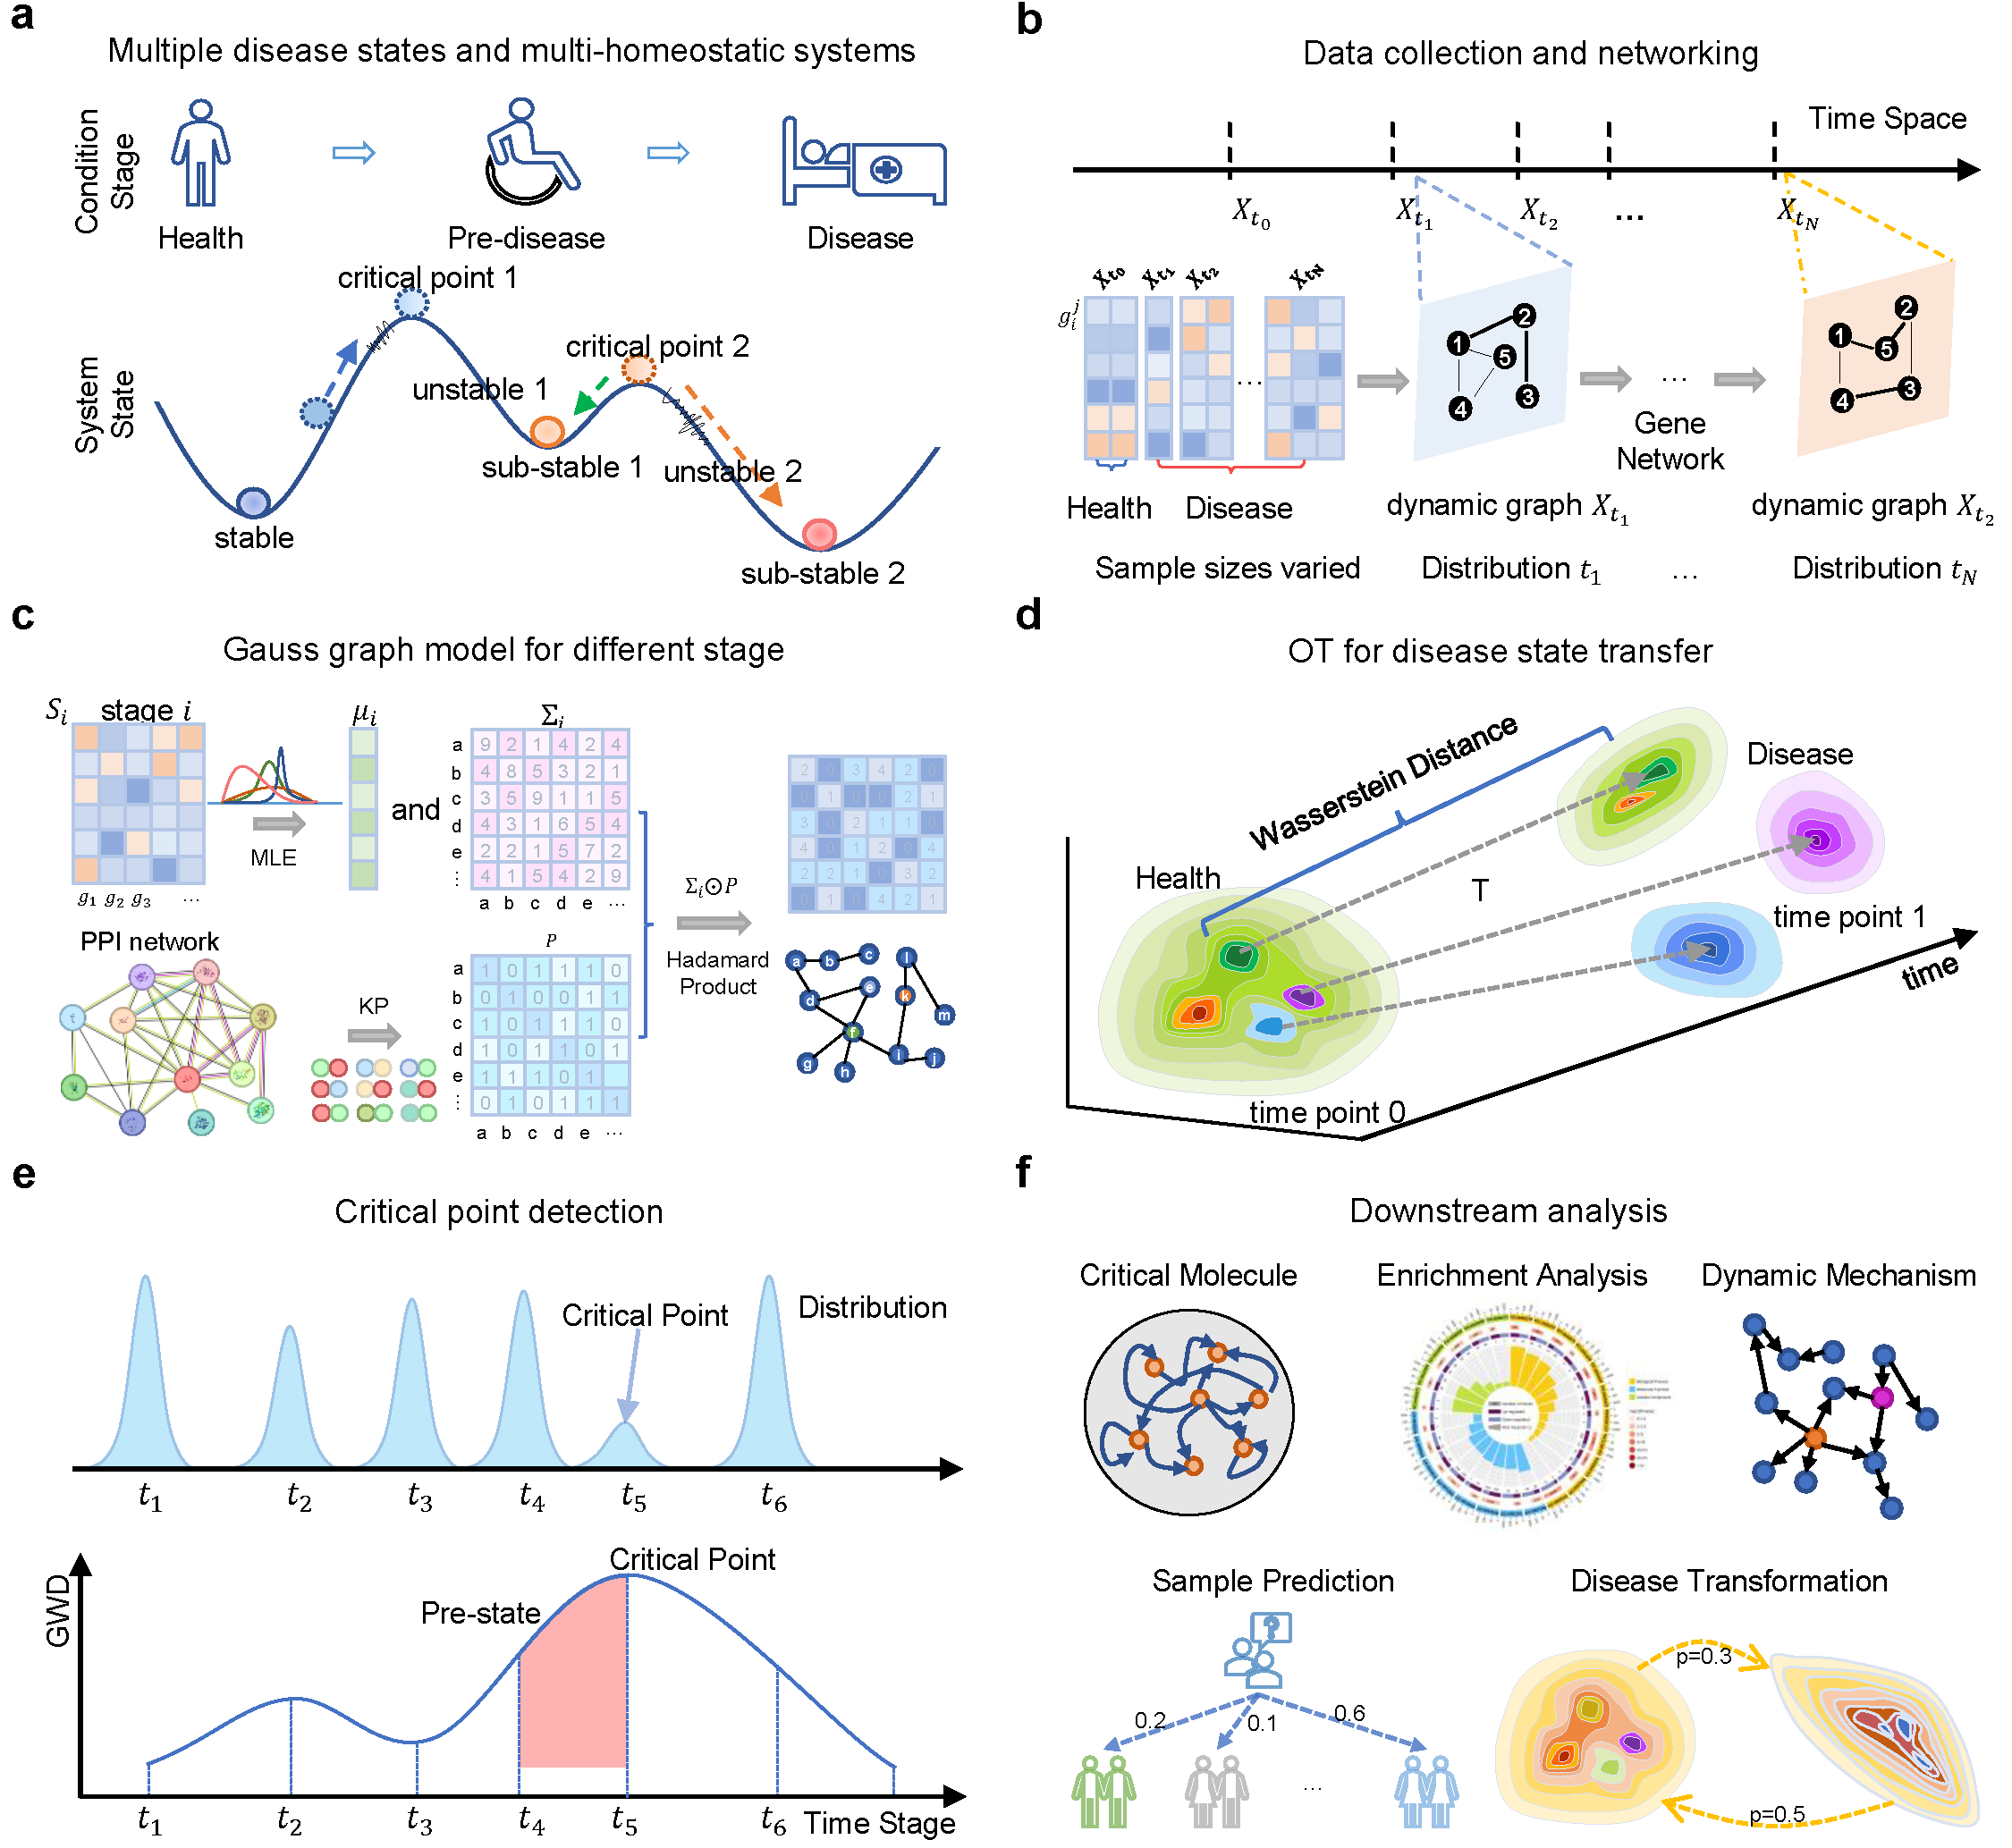 a
Multiple disease states and multi-homeostatic systems
Condition
Stage
Health
Pre-disease
Disease
System
State
critical point 1
critical point 2
unstable 1
sub-stable 1
unstable 2
stable
sub-stable 2
b
Data collection and networking
Time Space
X_{t_0}
X_{t_1}
X_{t_2}
...
X_{t_N}
X_{t_0} X_{t_1} X_{t_2} X_{t_N}
g_i^j
...
1 2 5 4 3
...
Gene
Network
2 1 5 4 3
Health
Disease
dynamic graph X_{t_1}
dynamic graph X_{t_2}
Sample sizes varied
Distribution t_1
...
Distribution t_N
c
Gauss graph model for different stage
S_i stage i
μ_i
Σ_i
MLE
and
g_1 g_2 g_3 ...
a 9 2 1 4 2 4
b 4 8 5 3 2 1
c 3 5 9 1 1 5
d 4 3 1 6 5 4
e 2 2 1 5 7 2
⋮ 4 1 5 4 2 9
a b c d e ...
PPI network
KP
P
a 1 0 1 1 1 0
b 0 1 0 0 1 1
c 1 0 1 1 1 0
d 1 0 1 1 0 1
e 1 1 1 0 1
⋮ 0 1 0 1 1 1
a b c d e ...
Σ_i⊙P
Hadamard
Product
2 0 3 4 2 0
0 1 0 0 2 1
3 0 2 1 1 0
4 0 1 2 0 4
2 2 1 0 3 2
0 1 0 4 2 1
a b c l
d e k
f m
g h i j
d
OT for disease state transfer
Wasserstein Distance
Disease
Health
T
time point 1
time
time point 0
e
Critical point detection
Critical Point
Distribution
t_1 t_2 t_3 t_4 t_5 t_6
GWD
Critical Point
Pre-state
t_1 t_2 t_3 t_4 t_5 t_6 Time Stage
f
Downstream analysis
Critical Molecule
Enrichment Analysis
Dynamic Mechanism
Sample Prediction
Disease Transformation
?
0.2
0.1
0.6
...
p=0.3
p=0.5